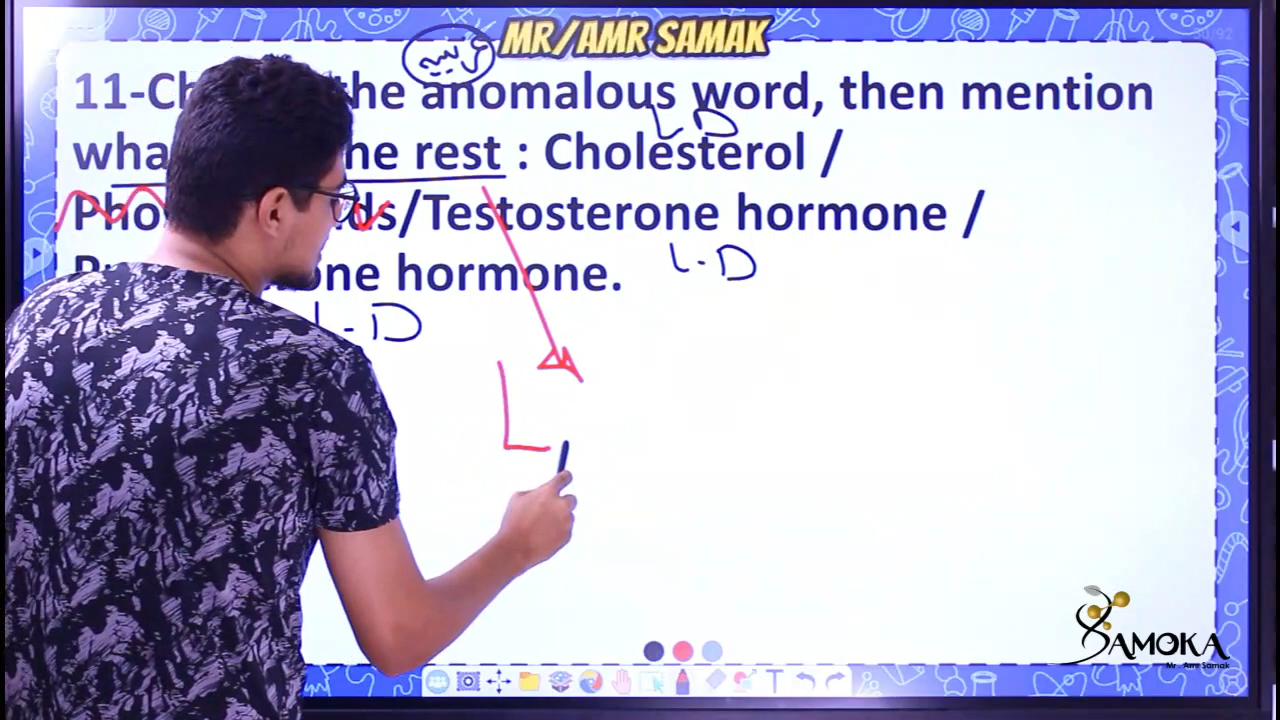 MR/AMR SAMAK
11-Ch the anomalous word, then mention
wha he rest : Cholesterol /
Pho ds/Testosterone hormone /
one hormone.
L D
L-D
L-D
L
SAMOKA
Mr. Amr Samak